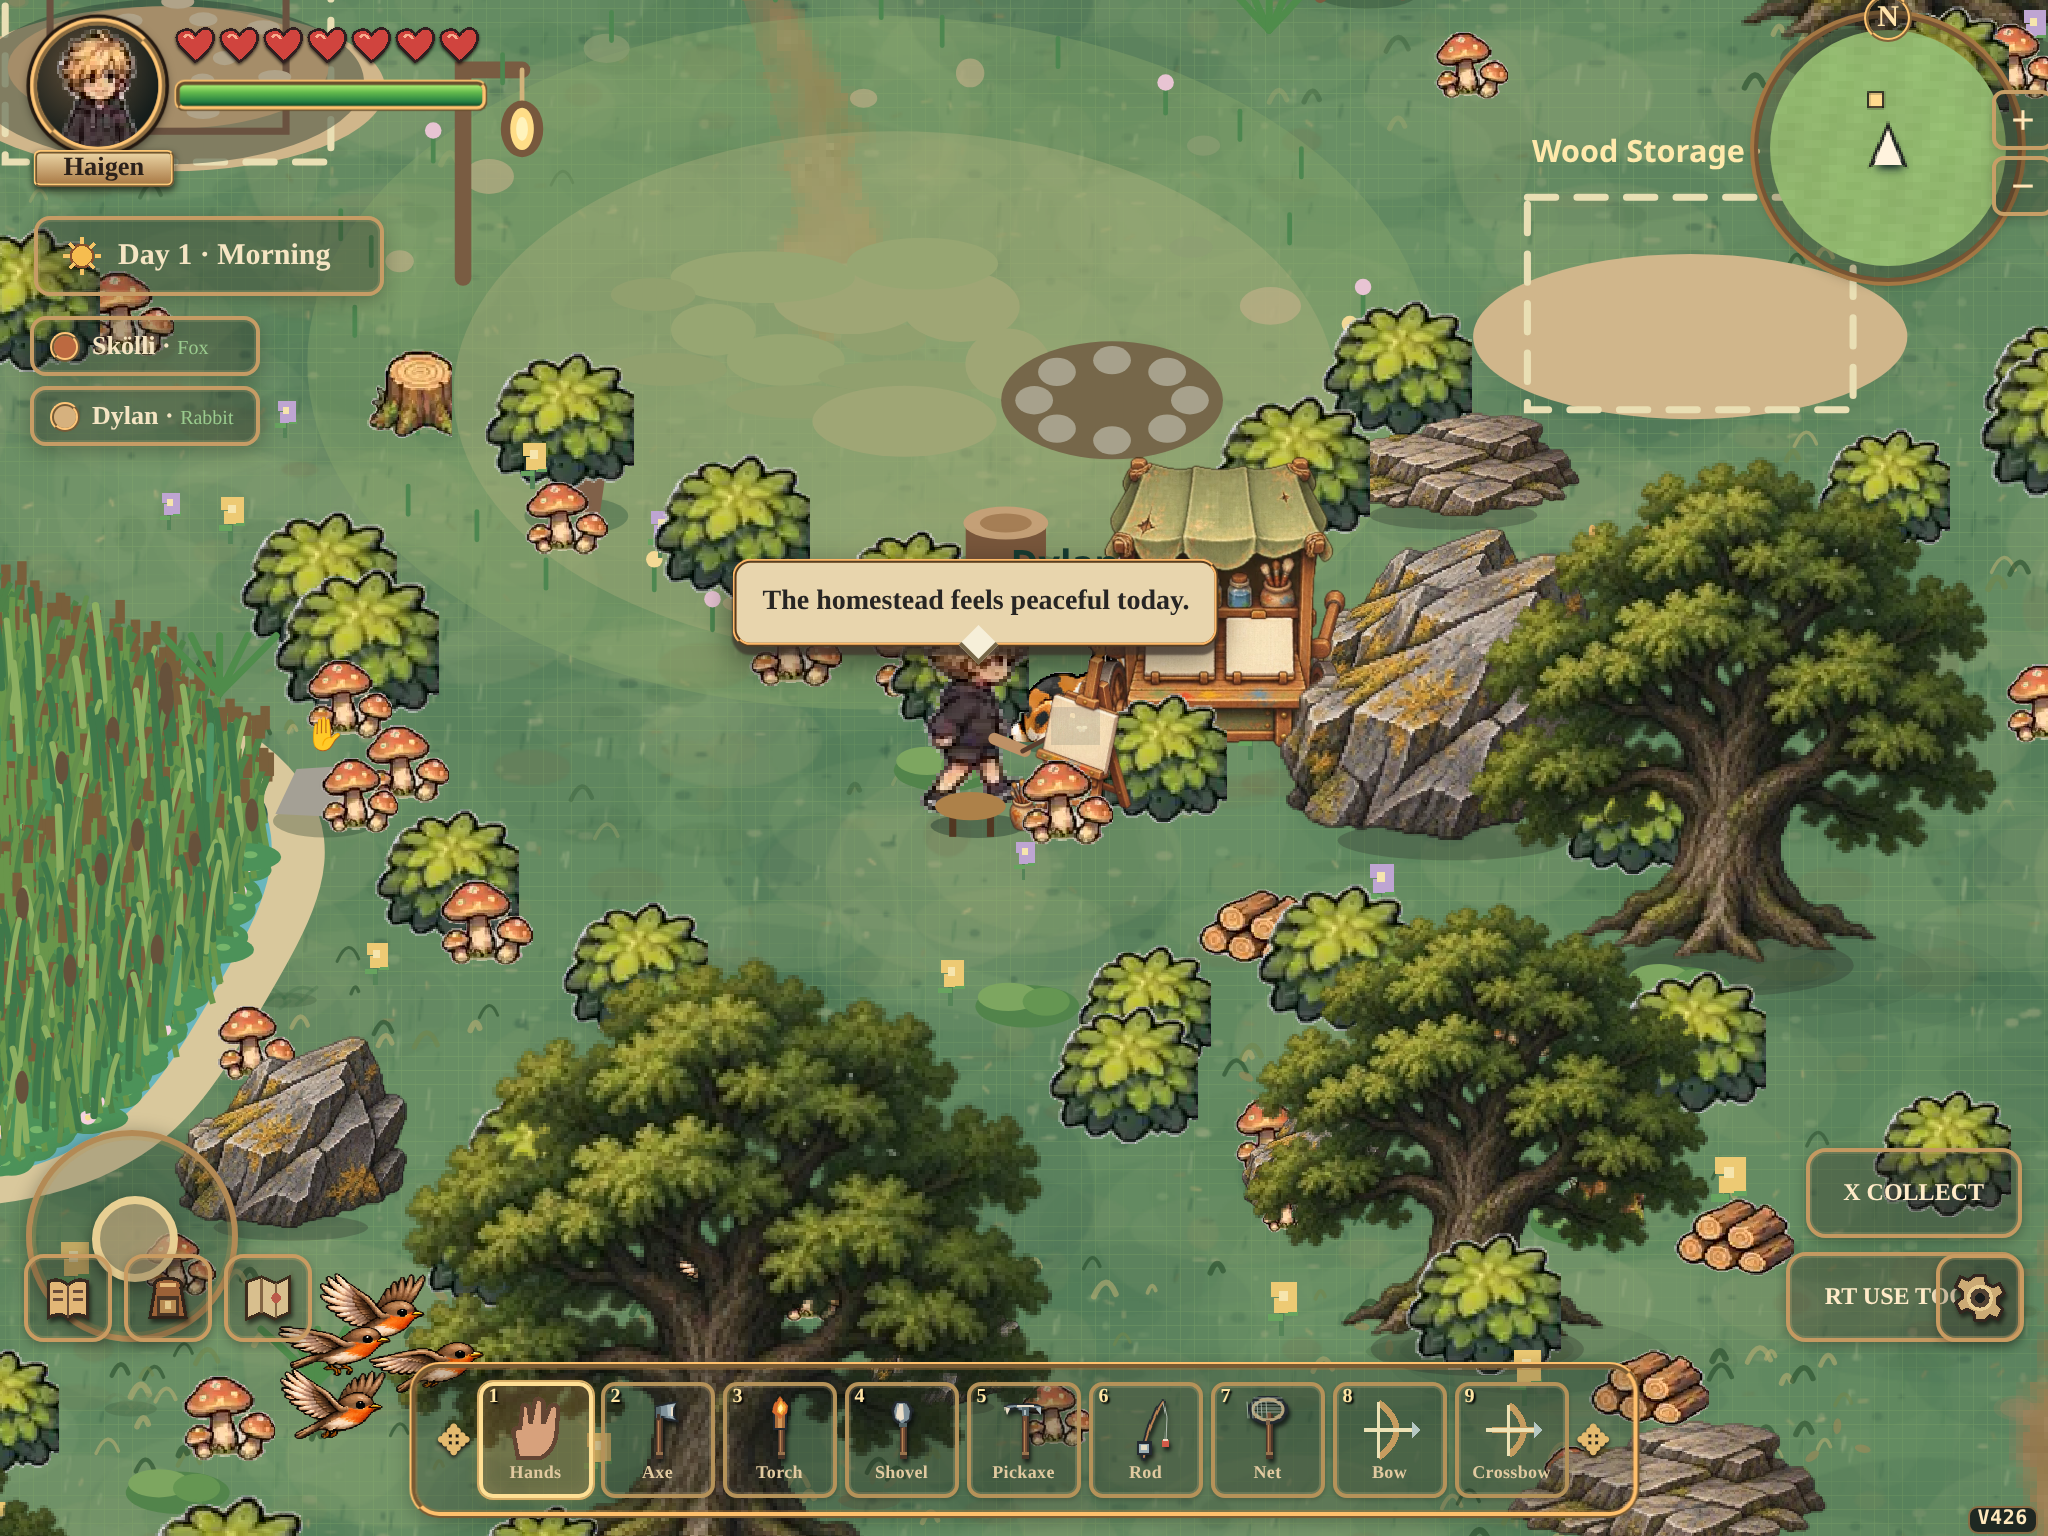 N
Haigen
Wood Storage
+
−
Day 1 · Morning
Skölli · Fox
Dylan · Rabbit
The homestead feels peaceful today.
X COLLECT
RT USE
1 Hands
2 Axe
3 Torch
4 Shovel
5 Pickaxe
6 Rod
7 Net
8 Bow
9 Crossbow
V426